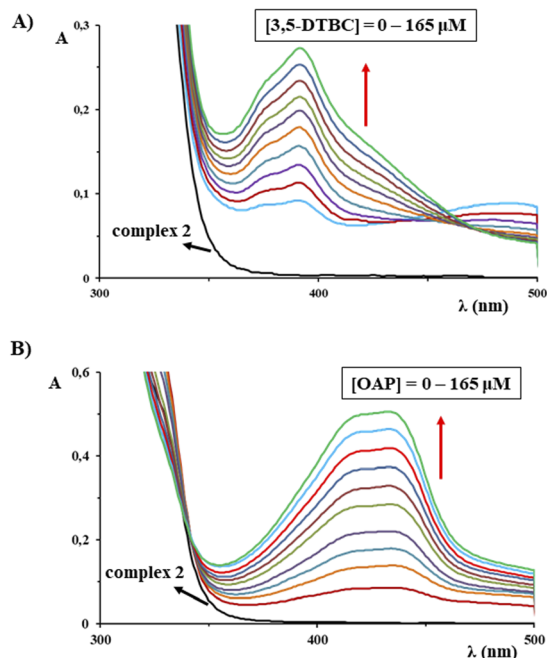 A)
A
[3,5-DTBC] = 0 – 165 μM
0,3
0,2
0,1
complex 2
0
300
400
500
λ (nm)
B)
A
[OAP] = 0 – 165 μM
0,6
0,4
0,2
complex 2
0
300
400
500
λ (nm)